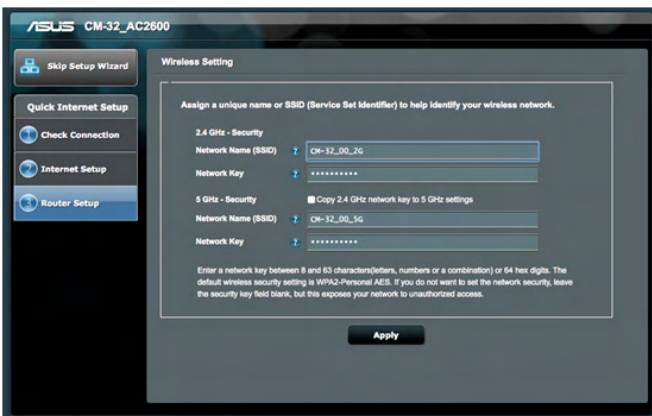 ASUS CM-32_AC2600
Skip Setup Wizard
Quick Internet Setup
1 Check Connection
2 Internet Setup
3 Router Setup
Wireless Setting
Assign a unique name or SSID (Service Set Identifier) to help identify your wireless network.
2.4 GHz - Security
Network Name (SSID) ? CM-32_00_2G
Network Key ? ••••••••••
5 GHz - Security Copy 2.4 GHz network key to 5 GHz settings
Network Name (SSID) ? CM-32_00_5G
Network Key ? ••••••••••
Enter a network key between 8 and 63 characters(letters, numbers or a combination) or 64 hex digits. The
default wireless security setting is WPA2-Personal AES. If you do not want to set the network security, leave
the security key field blank, but this exposes your network to unauthorized access.
Apply